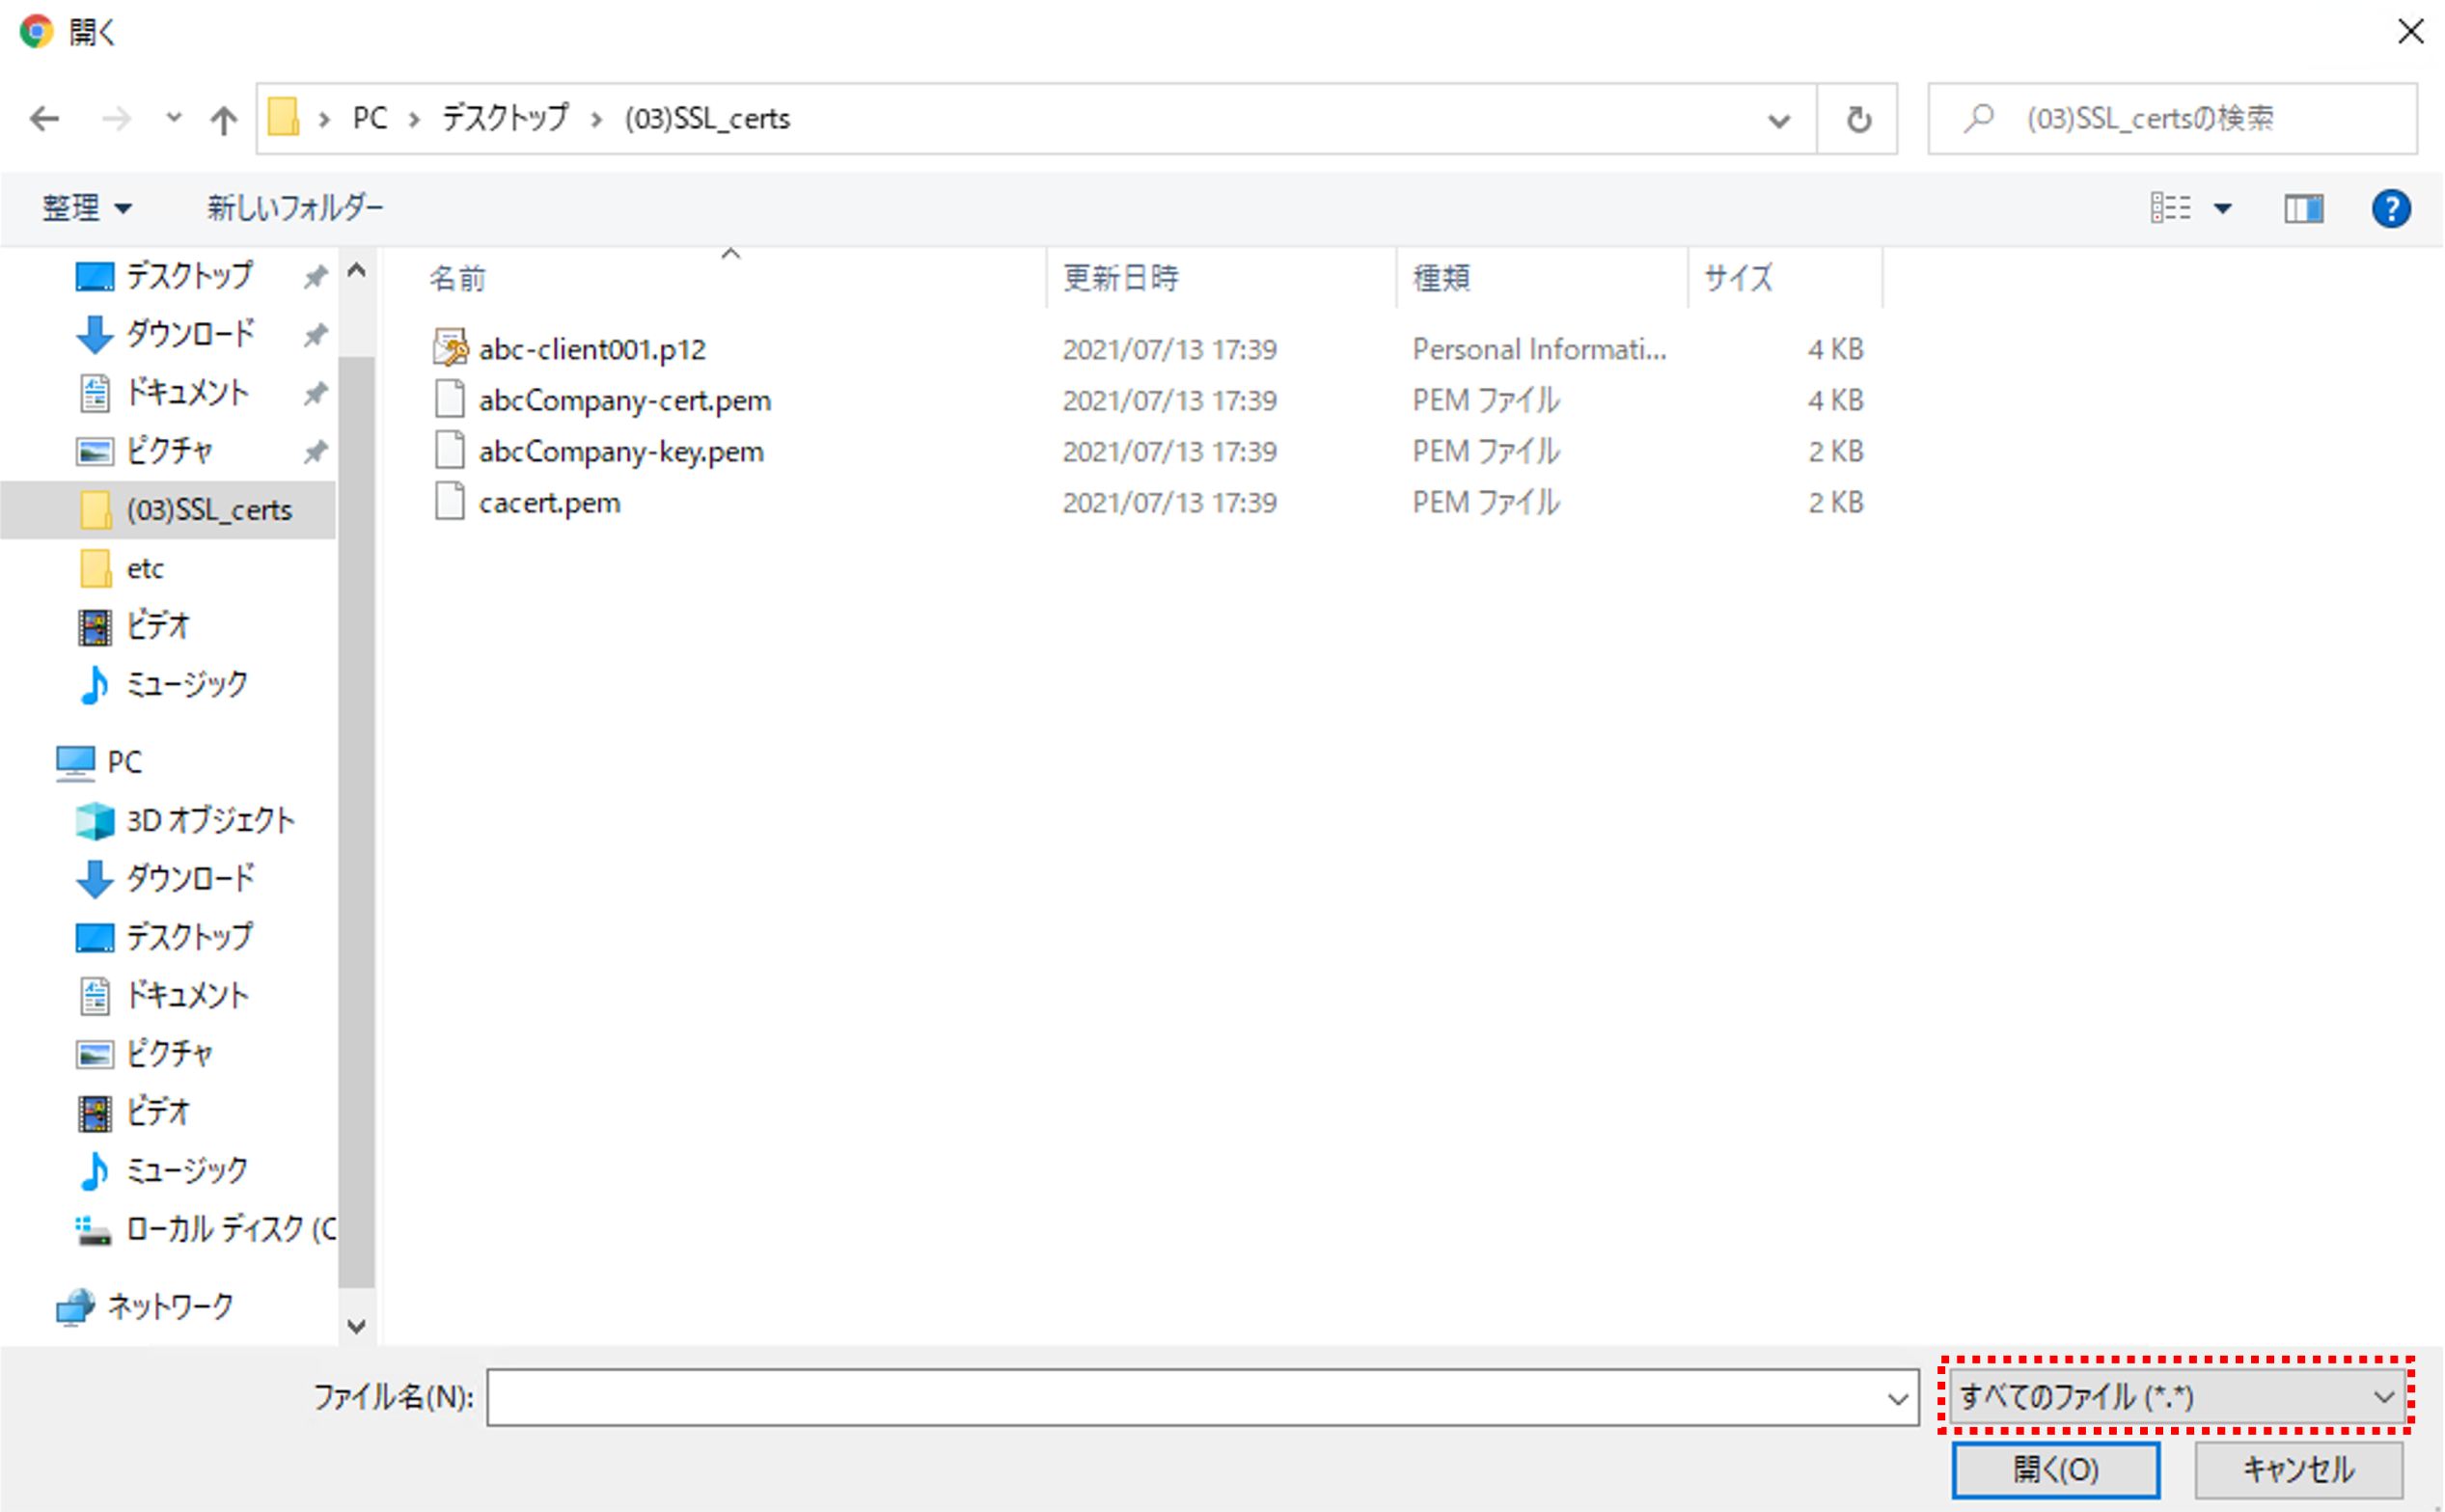 開く
PC › デスクトップ › (03)SSL_certs
(03)SSL_certsの検索
整理
新しいフォルダー
デスクトップ
ダウンロード
ドキュメント
ピクチャ
(03)SSL_certs
etc
ビデオ
ミュージック
PC
3D オブジェクト
ダウンロード
デスクトップ
ドキュメント
ピクチャ
ビデオ
ミュージック
ローカル ディスク (C
ネットワーク
名前 更新日時 種類 サイズ
abc-client001.p12 2021/07/13 17:39 Personal Informati... 4 KB
abcCompany-cert.pem 2021/07/13 17:39 PEM ファイル 4 KB
abcCompany-key.pem 2021/07/13 17:39 PEM ファイル 2 KB
cacert.pem 2021/07/13 17:39 PEM ファイル 2 KB
ファイル名(N):
すべてのファイル (*.*)
開く(O)
キャンセル